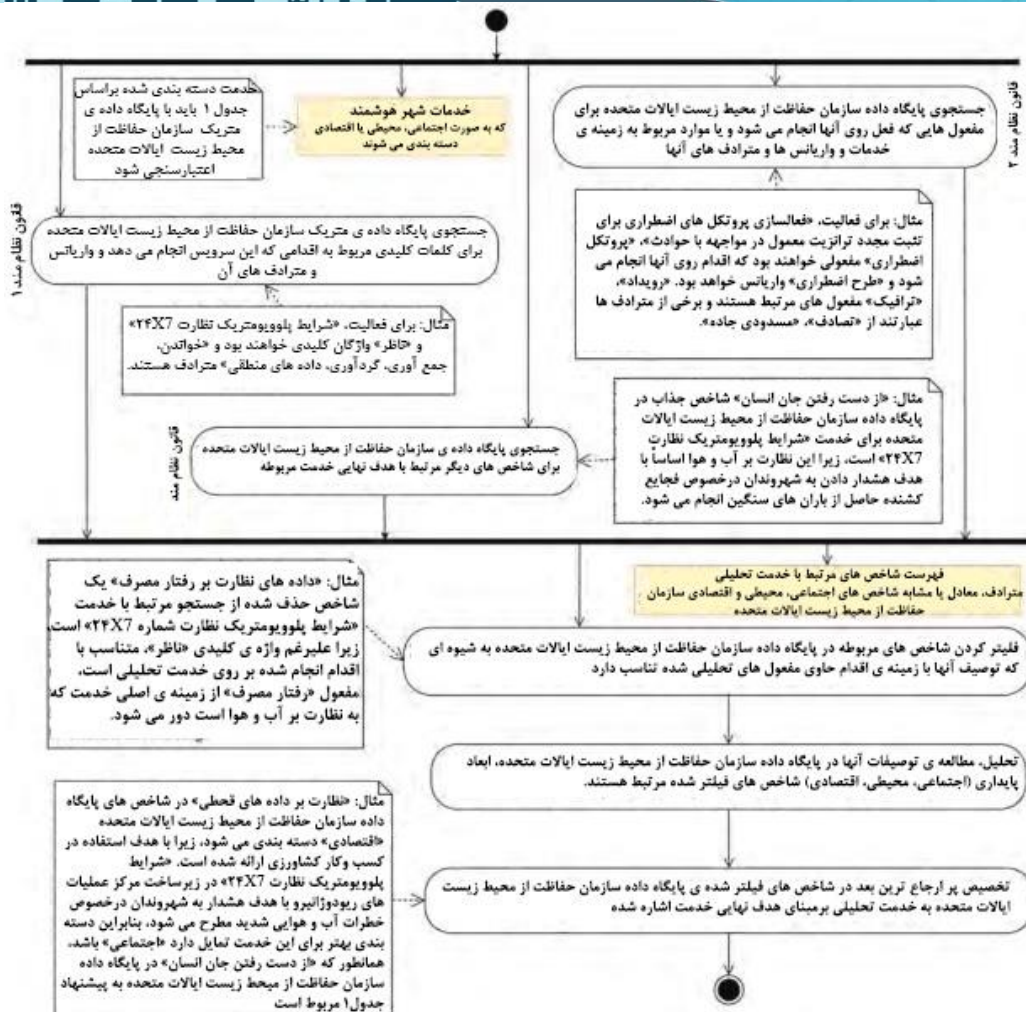 خدمت دسته بندی شده براساس
جدول ۱ باید با پایگاه داده ی
متریک سازمان حفاظت از
محیط زیست ایالات متحده
اعتبارسنجی شود
خدمات شهر هوشمند
که به صورت اجتماعی، محیطی یا اقتصادی
دسته بندی می شوند
جستجوی پایگاه داده سازمان حفاظت از محیط زیست ایالات متحده برای
مفعول هایی که فعل روی آنها انجام می شود و یا موارد مربوط به زمینه ی
خدمات و واریانس ها و مترادف های آنها
قانون نظام مند ۲
مثال: برای فعالیت، «فعالسازی پروتکل های اضطراری برای
تثبت مجدد ترانزیت معمول در مواجهه با حوادث»، «پروتکل
اضطراری» مفعولی خواهند بود که اقدام روی آنها انجام می
شود و «طرح اضطراری» واریانس خواهد بود. «رویداد»،
«ترافیک» مفعول های مرتبط هستند و برخی از مترادف ها
عبارتند از «تصادف»، «مسدودی جاده».
قانون نظام مند ۱
جستجوی پایگاه داده ی متریک سازمان حفاظت از محیط زیست ایالات متحده
برای کلمات کلیدی مربوط به اقدامی که این سرویس انجام می دهد و واریانس
و مترادف های آن
مثال: برای فعالیت، «شرایط پلوویومتریک نظارت ۲۴X7»
و «ناظر» واژگان کلیدی خواهند بود و «خواندن،
جمع آوری، گردآوری، داده های منطقی» مترادف هستند.
مثال: «از دست رفتن جان انسان» شاخص جذاب در
پایگاه داده سازمان حفاظت از محیط زیست ایالات
متحده برای خدمت «شرایط پلوویومتریک نظارت
۲۴X7» است، زیرا این نظارت بر آب و هوا اساساً با
هدف هشدار دادن به شهروندان درخصوص فجایع
کشنده حاصل از باران های سنگین انجام می شود.
قانون نظام مند
جستجوی پایگاه داده ی سازمان حفاظت از محیط زیست ایالات متحده
برای شاخص های دیگر مرتبط با هدف نهایی خدمت مربوطه
فهرست شاخص های مرتبط با خدمت تحلیلی
مترادف، معادل یا مشابه شاخص های اجتماعی، محیطی و اقتصادی سازمان
حفاظت از محیط زیست ایالات متحده
مثال: «داده های نظارت بر رفتار مصرف» یک
شاخص حذف شده از جستجو مرتبط با خدمت
«شرایط پلوویومتریک نظارت شماره ۲۴X7» است،
زیرا علیرغم واژه ی کلیدی «ناظر»، متناسب با
اقدام انجام شده بر روی خدمت تحلیلی است،
مفعول «رفتار مصرف» از زمینه ی اصلی خدمت که
به نظارت بر آب و هوا است دور می شود.
فلیتر کردن شاخص های مربوطه در پایگاه داده سازمان حفاظت از محیط زیست ایالات متحده به شیوه ای
که توصیف آنها با زمینه ی اقدام حاوی مفعول های تحلیلی شده تناسب دارد
تحلیل، مطالعه ی توصیفات آنها در پایگاه داده سازمان حفاظت از محیط زیست ایالات متحده، ابعاد
پایداری (اجتماعی، محیطی، اقتصادی) شاخص های فیلتر شده مرتبط هستند.
مثال: «نظارت بر داده های قحطی» در شاخص های پایگاه
داده سازمان حفاظت از محیط زیست ایالات متحده
«اقتصادی» دسته بندی می شود، زیرا با هدف استفاده در
کسب وکار کشاورزی ارائه شده است. «شرایط
پلوویومتریک نظارت ۲۴X7» در زیرساخت مرکز عملیات
های ریودوژانیرو با هدف هشدار به شهروندان درخصوص
خطرات آب و هوایی شدید مطرح می شود، بنابراین دسته
بندی بهتر برای این خدمت تمایل دارد «اجتماعی» باشد.
همانطور که «از دست رفتن جان انسان» در پایگاه داده
سازمان حفاظت از میحط زیست ایالات متحده به پیشنهاد
جدول۱ مربوط است
تخصیص پر ارجاع ترین بعد در شاخص های فیلتر شده ی پایگاه داده سازمان حفاظت از محیط زیست
ایالات متحده به خدمت تحلیلی برمبنای هدف نهایی خدمت اشاره شده